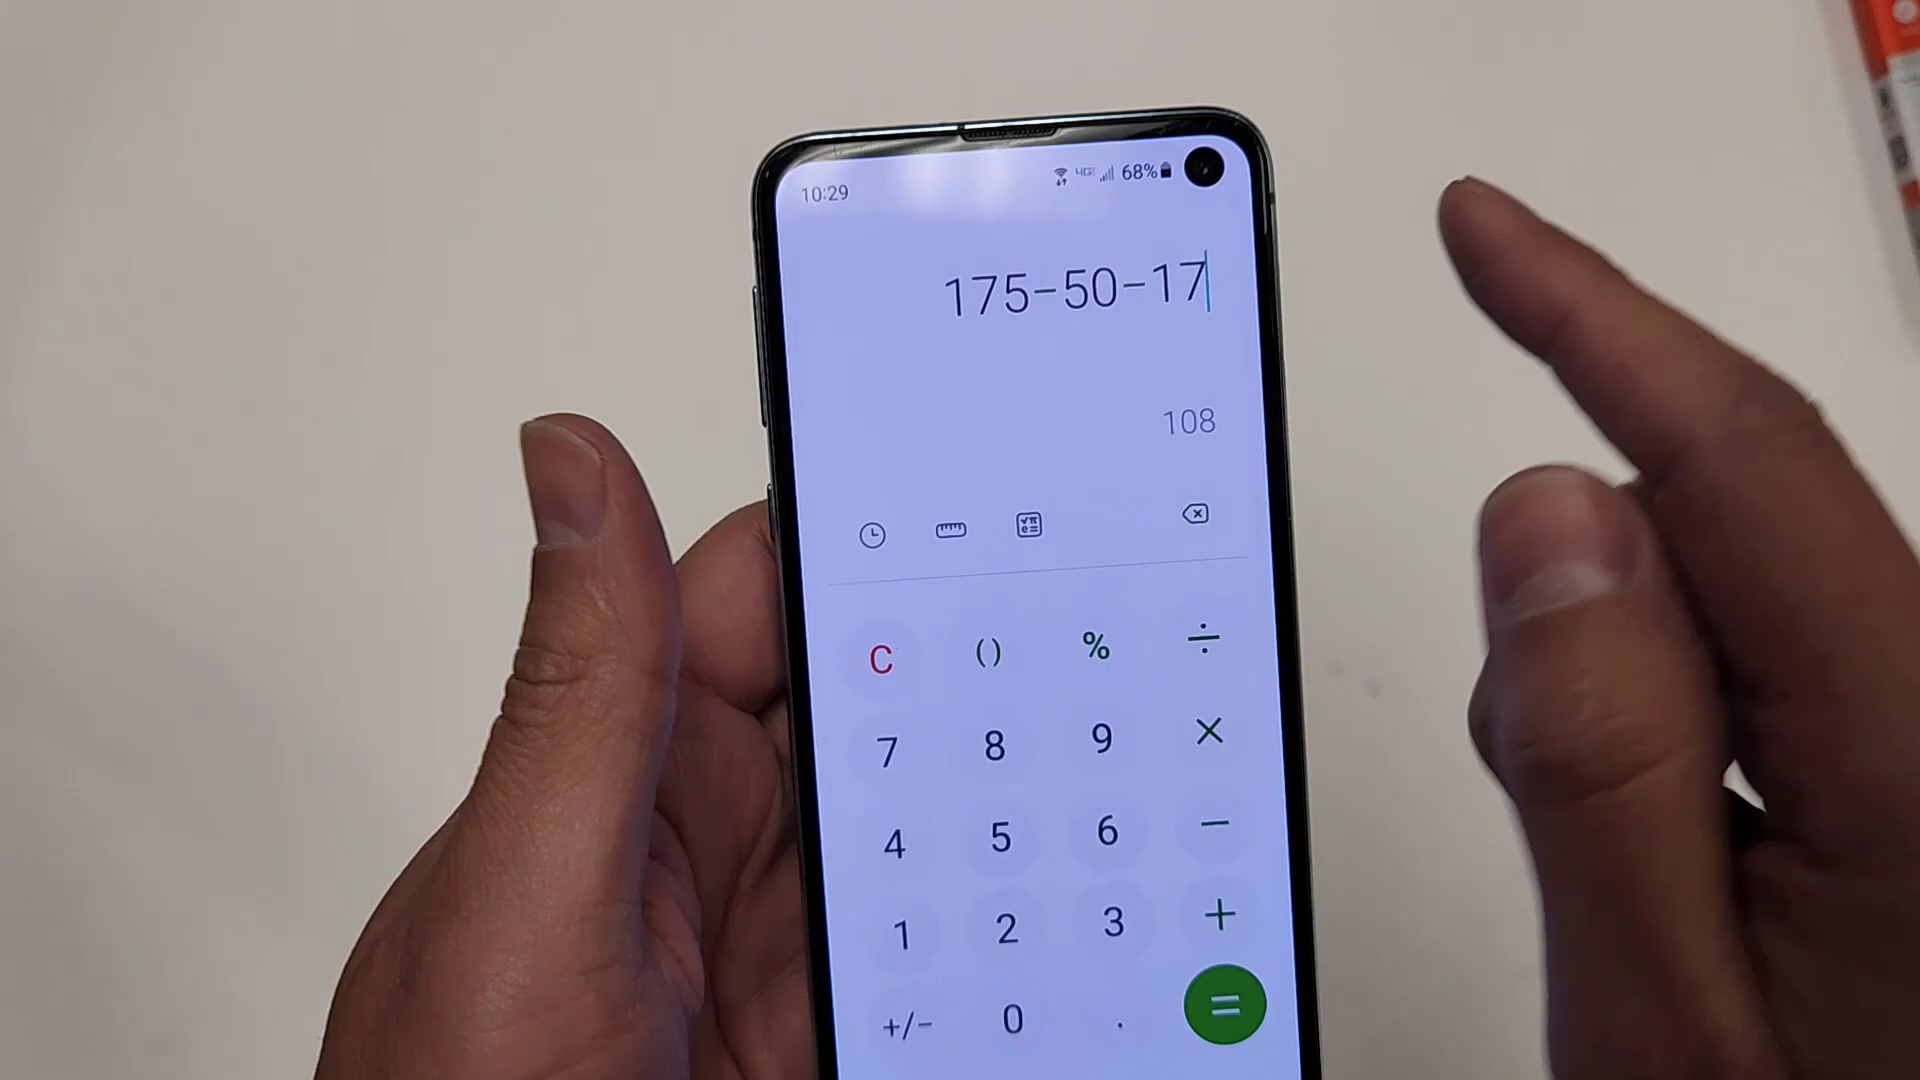 10:29 68%
175−50−17
108
C () % ÷
7 8 9 ×
4 5 6 −
1 2 3 +
+/− 0 . =